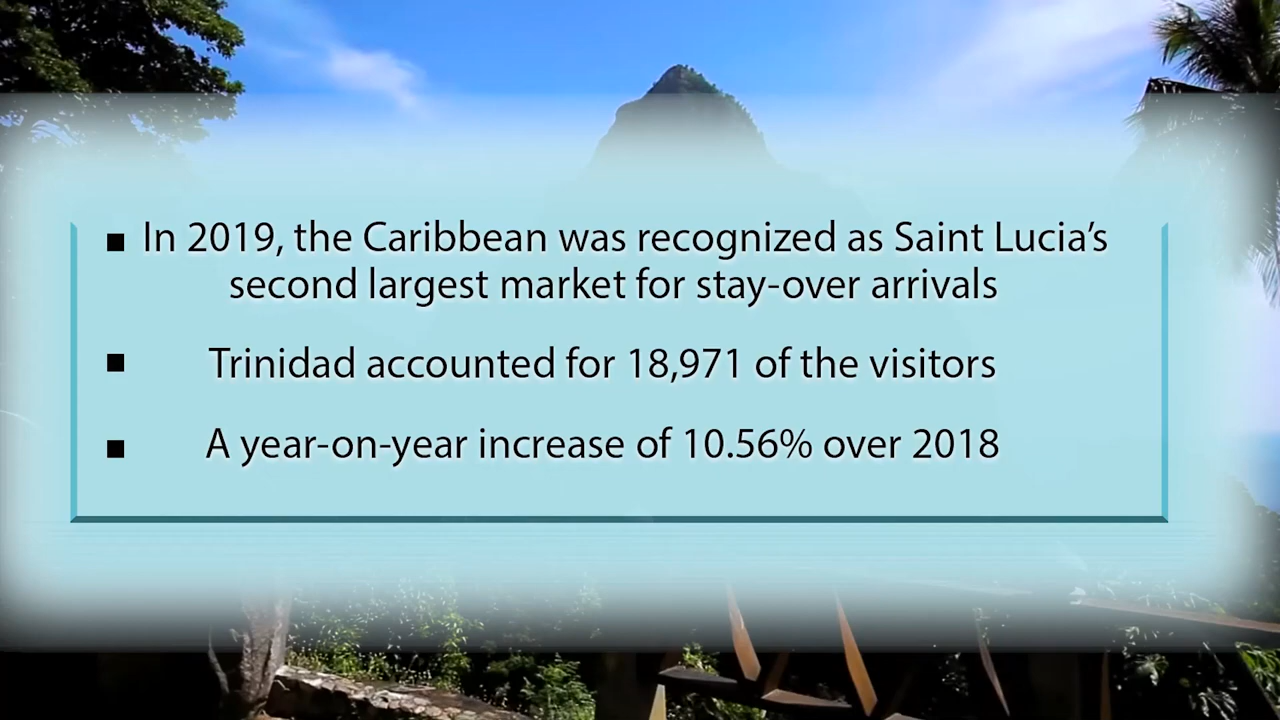 ▪ In 2019, the Caribbean was recognized as Saint Lucia’s
second largest market for stay-over arrivals
▪ Trinidad accounted for 18,971 of the visitors
▪ A year-on-year increase of 10.56% over 2018